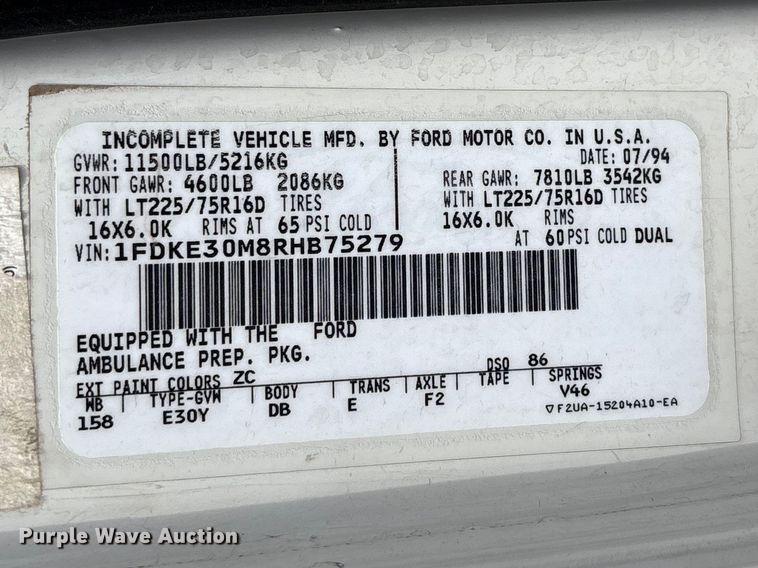 INCOMPLETE VEHICLE MFD. BY FORD MOTOR CO. IN U.S.A.
GVWR: 11500LB/5216KG DATE: 07/94
FRONT GAWR: 4600LB 2086KG REAR GAWR: 7810LB 3542KG
WITH LT225/75R16D TIRES WITH LT225/75R16D TIRES
16X6.0K RIMS AT 65 PSI COLD 16X6.0K RIMS
VIN: 1FDKE30M8RHB75279 AT 60 PSI COLD DUAL
EQUIPPED WITH THE FORD
AMBULANCE PREP. PKG.
EXT PAINT COLORS ZC DSO 86
WB TYPE-GVW BODY TRANS AXLE TAPE SPRINGS
158 E30Y DB E F2 V46
▽F2UA-15204A10-EA
Purple Wave Auction